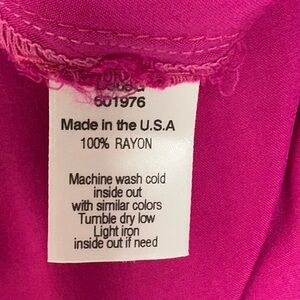 601976
Made in the U.S.A
100% RAYON
Machine wash cold
inside out
with similar colors
Tumble dry low
Light iron
inside out if need